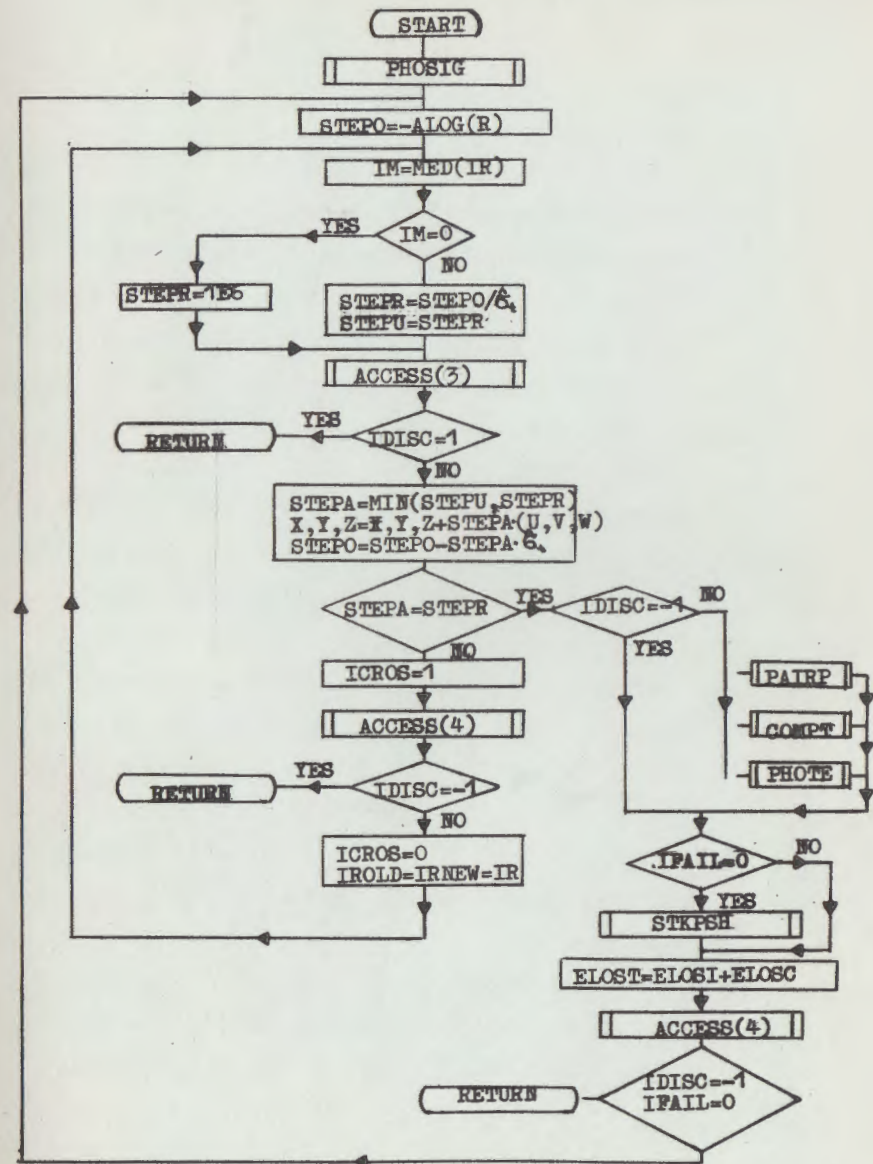 START
PHOSIG
STEPO=-ALOG(R)
IM=MED(IR)
YES
IM=0
NO
STEPR=1E6
STEPR=STEPO/σ̂t
STEPU=STEPR
ACCESS(3)
YES
RETURN
IDISC=1
NO
STEPA=MIN(STEPU,STEPR)
X,Y,Z=X,Y,Z+STEPA·(U,V,W)
STEPO=STEPO-STEPA·σ̂t
STEPA=STEPR
YES
IDISC=-1
NO
NO
YES
ICROS=1
PAIRP
ACCESS(4)
COMPT
YES
RETURN
IDISC=-1
PHOTE
NO
ICROS=0
IROLD=IRNEW=IR
IFAIL=0
NO
YES
STKPSH
ELOST=ELOSI+ELOSC
ACCESS(4)
RETURN
IDISC=-1
IFAIL=0